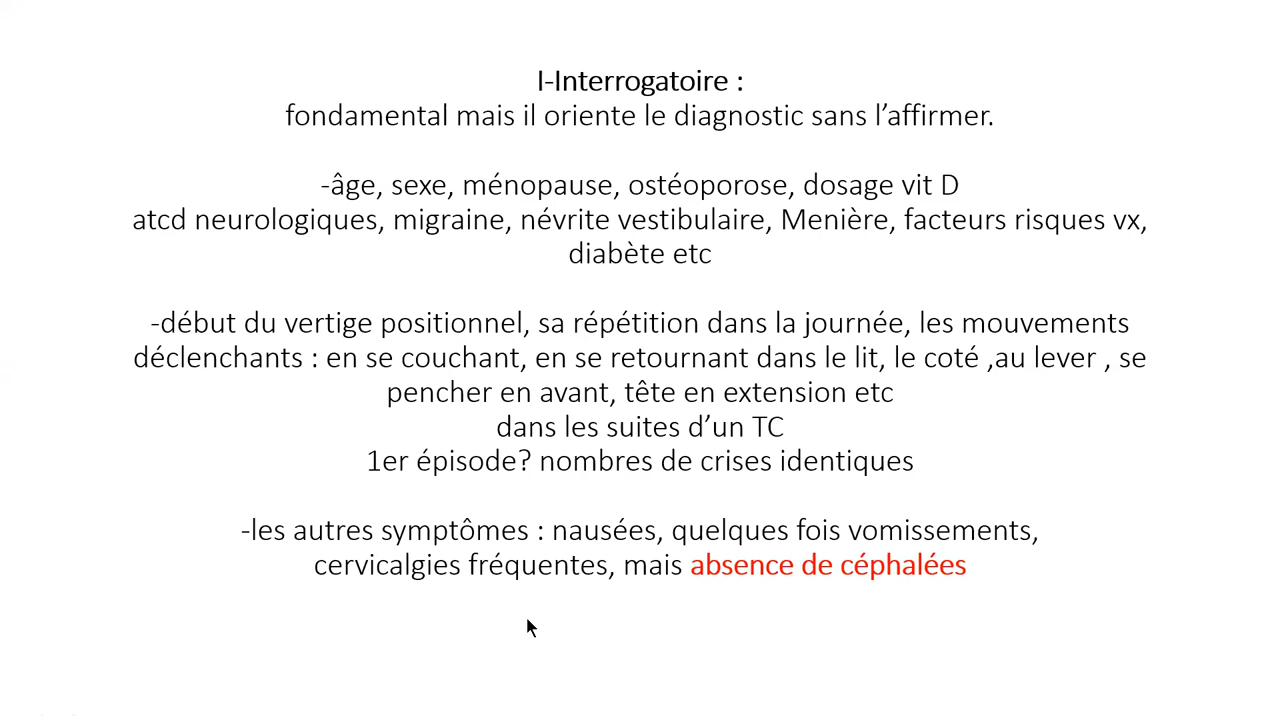 I-Interrogatoire :
fondamental mais il oriente le diagnostic sans l’affirmer.
-âge, sexe, ménopause, ostéoporose, dosage vit D
atcd neurologiques, migraine, névrite vestibulaire, Menière, facteurs risques vx,
diabète etc
-début du vertige positionnel, sa répétition dans la journée, les mouvements
déclenchants : en se couchant, en se retournant dans le lit, le coté ,au lever , se
pencher en avant, tête en extension etc
dans les suites d’un TC
1er épisode? nombres de crises identiques
-les autres symptômes : nausées, quelques fois vomissements,
cervicalgies fréquentes, mais absence de céphalées